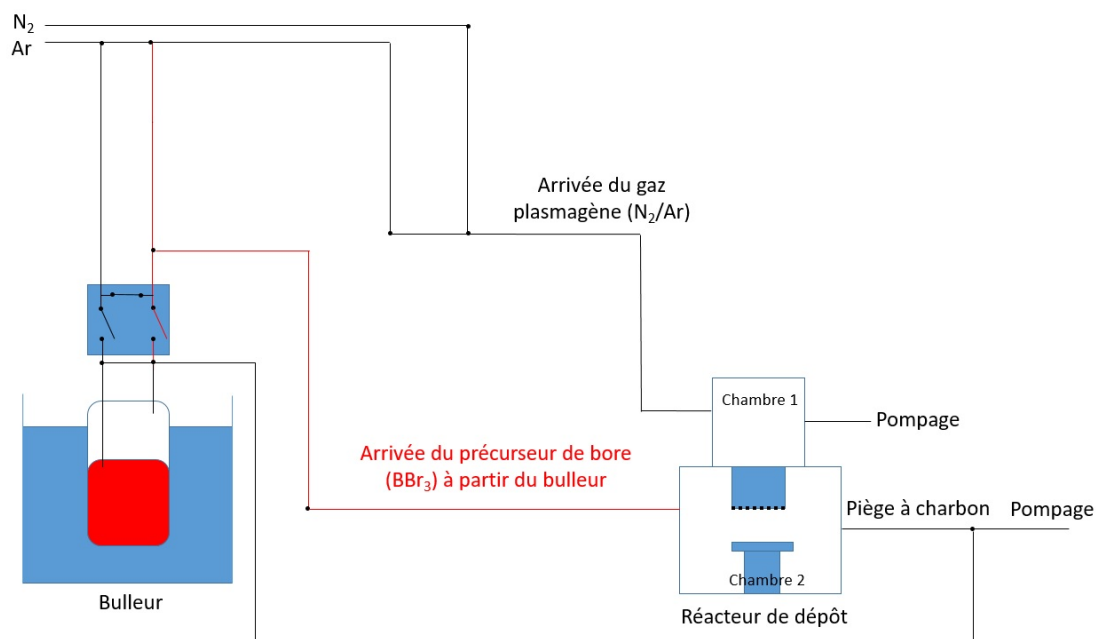 N₂
Ar
Arrivée du gaz
plasmagène (N₂/Ar)
Chambre 1
Pompage
Arrivée du précurseur de bore
(BBr₃) à partir du bulleur
Piège à charbon
Pompage
Chambre 2
Bulleur
Réacteur de dépôt